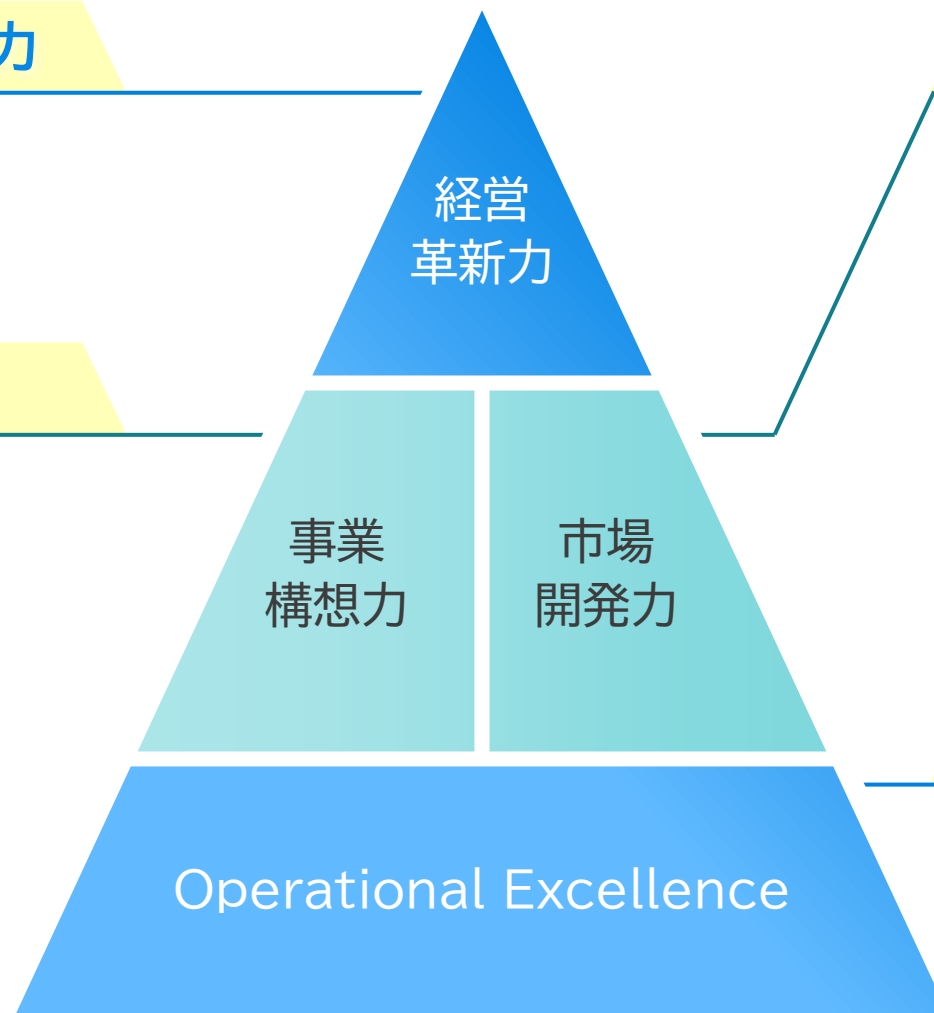 力
経営
革新力
事業
構想力
市場
開発力
Operational Excellence